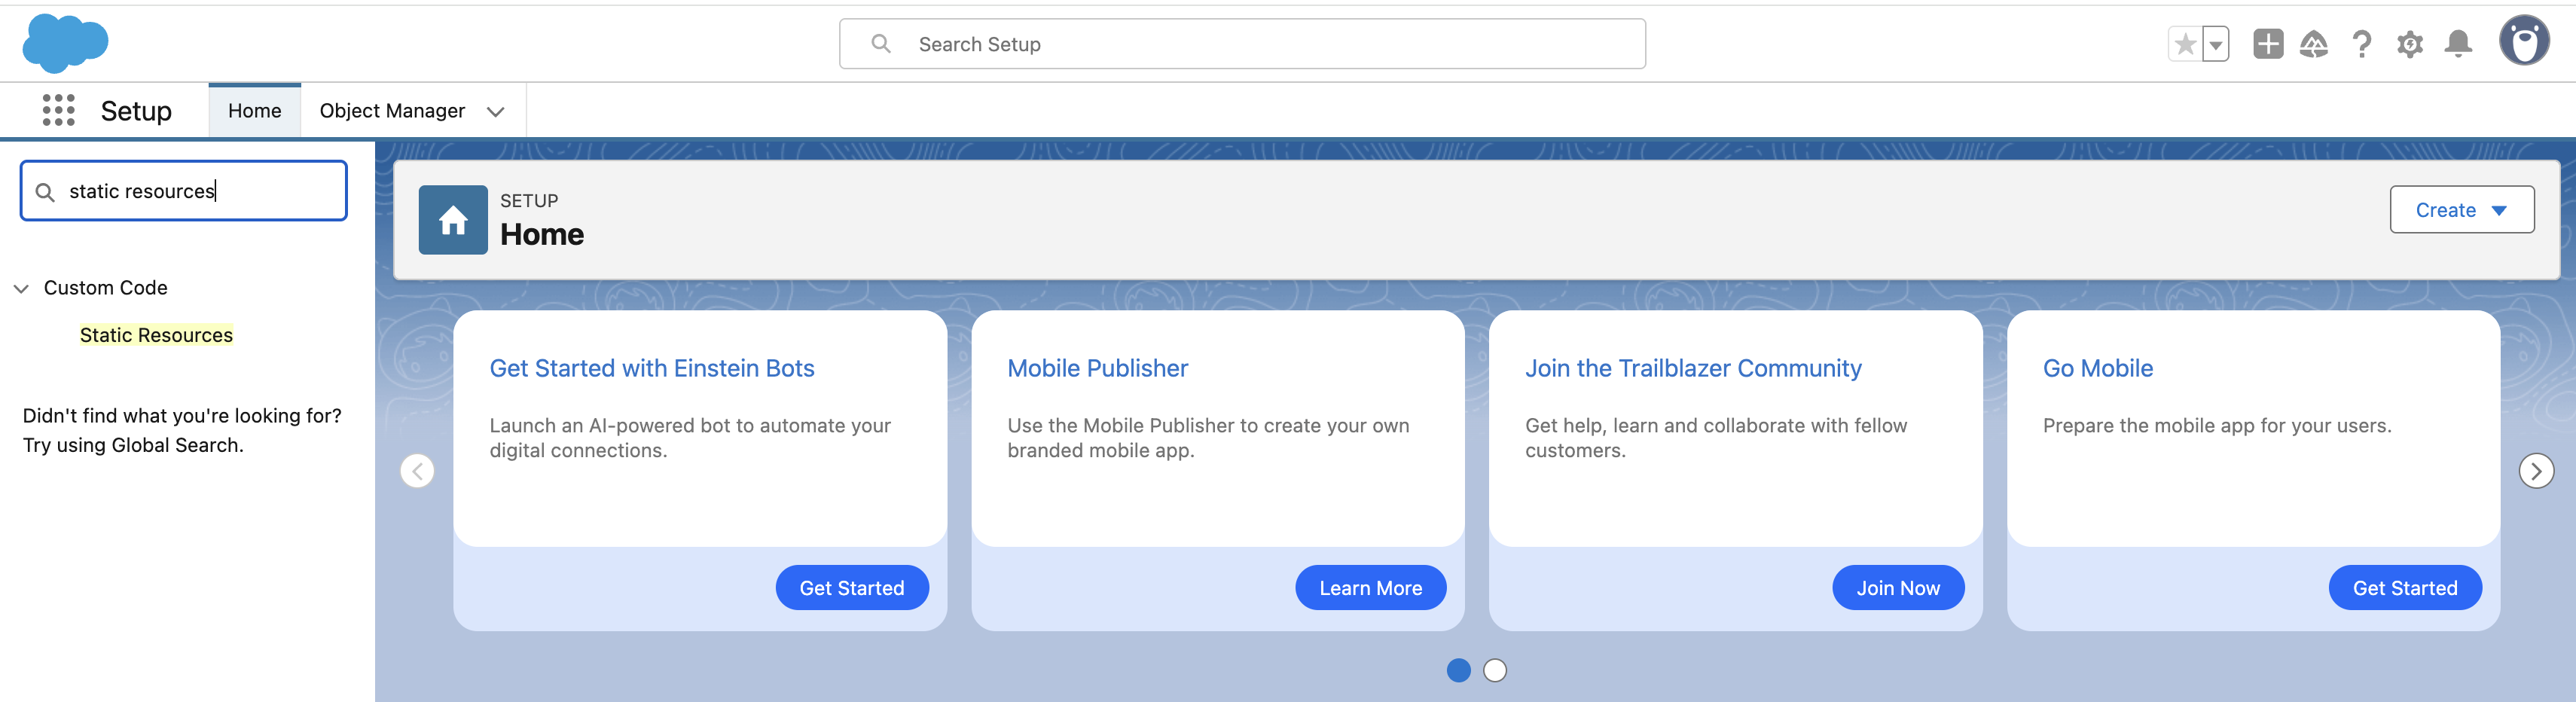 Search Setup
Setup
Home
Object Manager
static resources
Custom Code
Static Resources
Didn't find what you're looking for?
Try using Global Search.
SETUP
Home
Create
Get Started with Einstein Bots
Launch an AI-powered bot to automate your
digital connections.
Get Started
Mobile Publisher
Use the Mobile Publisher to create your own
branded mobile app.
Learn More
Join the Trailblazer Community
Get help, learn and collaborate with fellow
customers.
Join Now
Go Mobile
Prepare the mobile app for your users.
Get Started